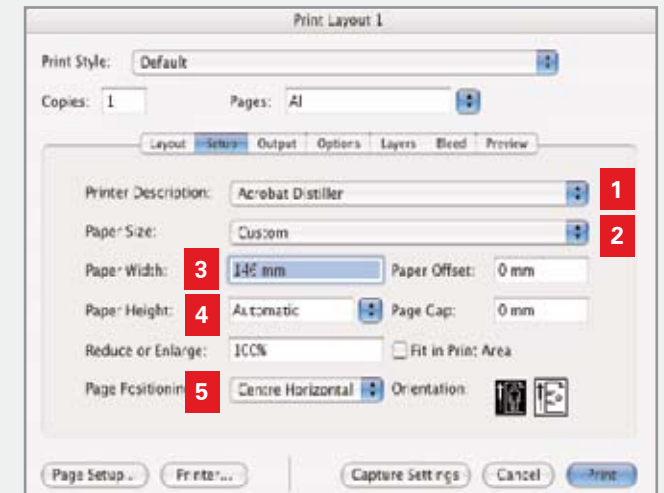 Print Layout 1
Print Style: Default
Copies: 1 Pages: All
Layout Setup Output Options Layers Bleed Preview
Printer Description: Acrobat Distiller 1
Paper Size: Custom 2
Paper Width: 3 146 mm Paper Offset: 0 mm
Paper Height: 4 Automatic Page Gap: 0 mm
Reduce or Enlarge: 100% Fit in Print Area
Page Positioning 5 Centre Horizontal Orientation:
Page Setup... Printer... Capture Settings Cancel Print